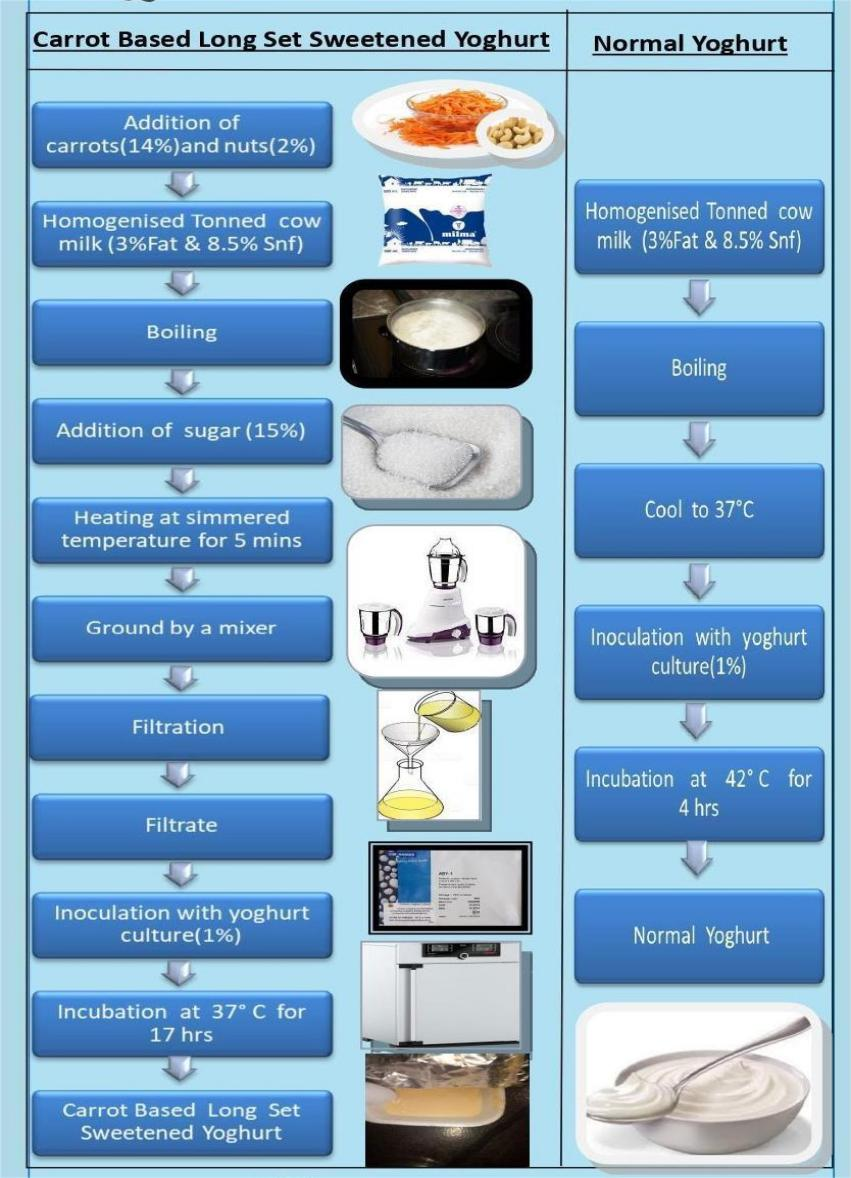 Carrot Based Long Set Sweetened Yoghurt
Addition of
carrots(14%)and nuts(2%)
Homogenised Tonned cow
milk (3%Fat & 8.5% Snf)
milma
Boiling
Addition of sugar (15%)
Heating at simmered
temperature for 5 mins
Ground by a mixer
Filtration
Filtrate
Inoculation with yoghurt
culture(1%)
ABY-1
Incubation at 37° C for
17 hrs
Carrot Based Long Set
Sweetened Yoghurt
Normal Yoghurt
Homogenised Tonned cow
milk (3%Fat & 8.5% Snf)
Boiling
Cool to 37°C
Inoculation with yoghurt
culture(1%)
Incubation at 42° C for
4 hrs
Normal Yoghurt